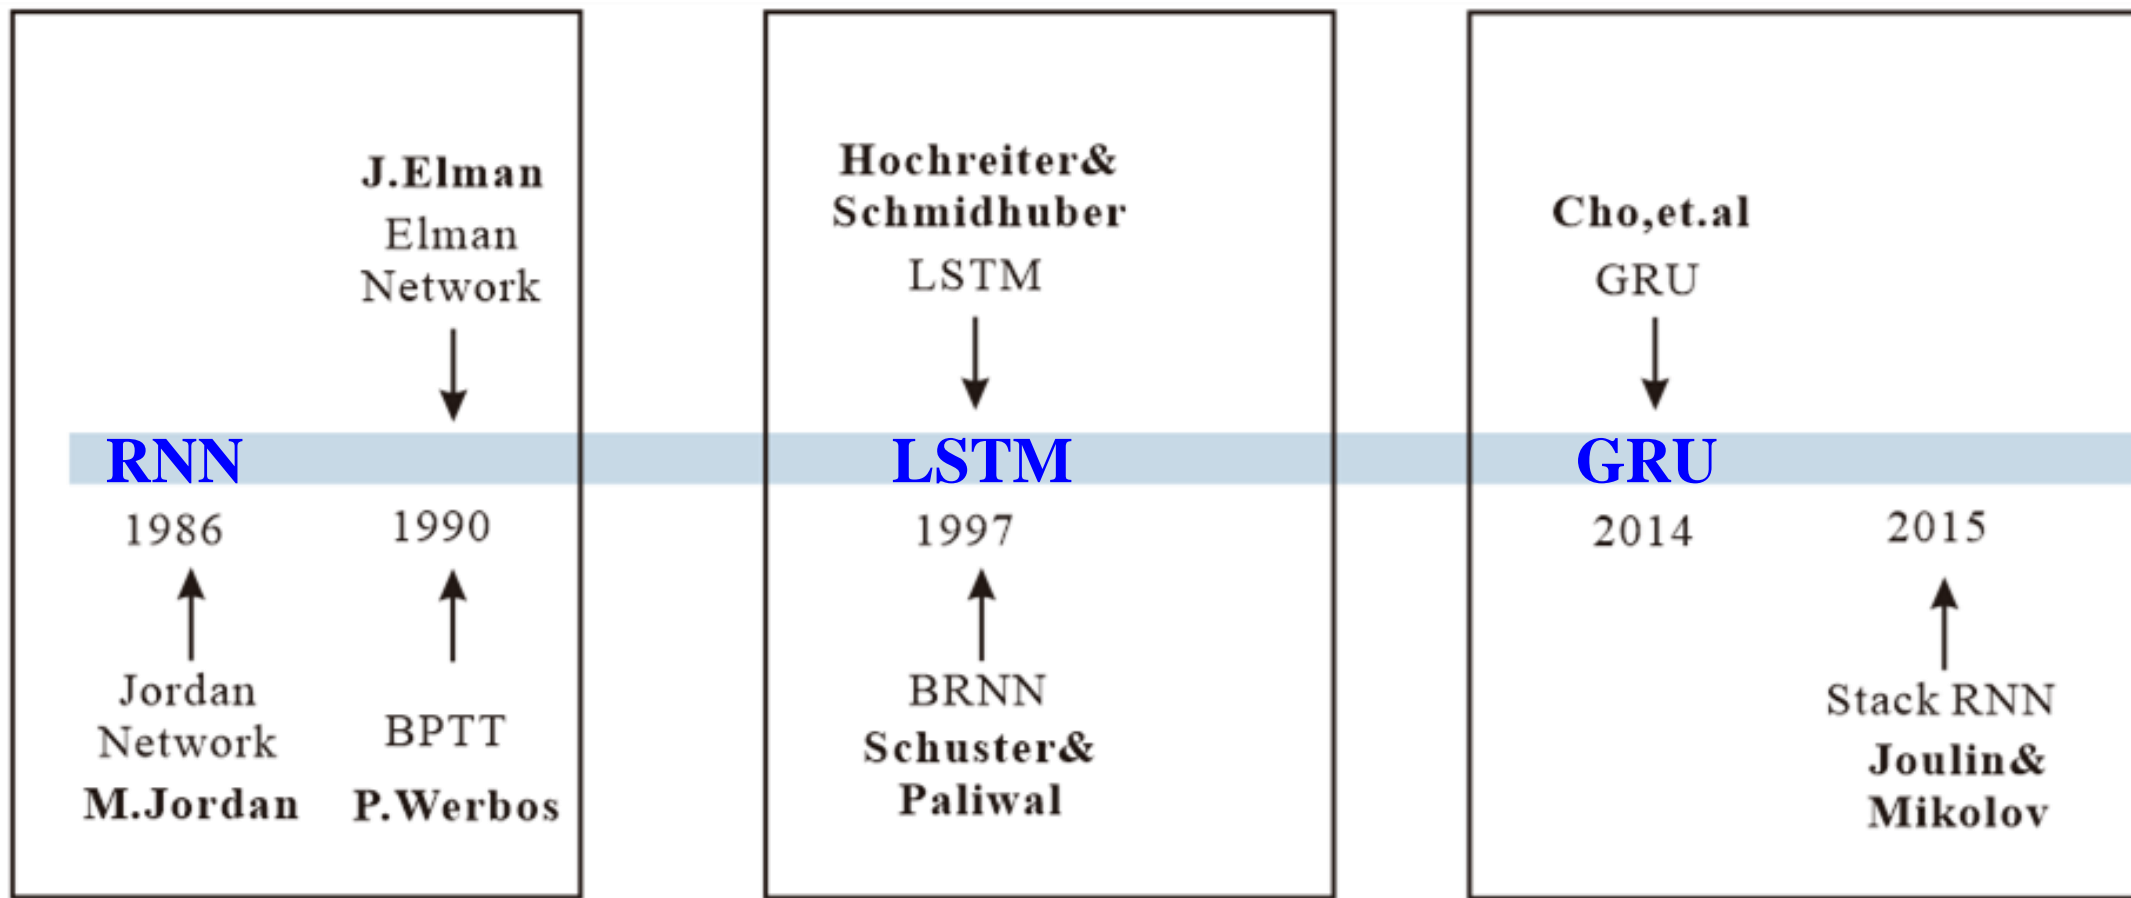 J.Elman
Elman
Network
RNN
1986
1990
Jordan
Network
M.Jordan
BPTT
P.Werbos
Hochreiter&
Schmidhuber
LSTM
LSTM
1997
BRNN
Schuster&
Paliwal
Cho,et.al
GRU
GRU
2014
2015
Stack RNN
Joulin&
Mikolov